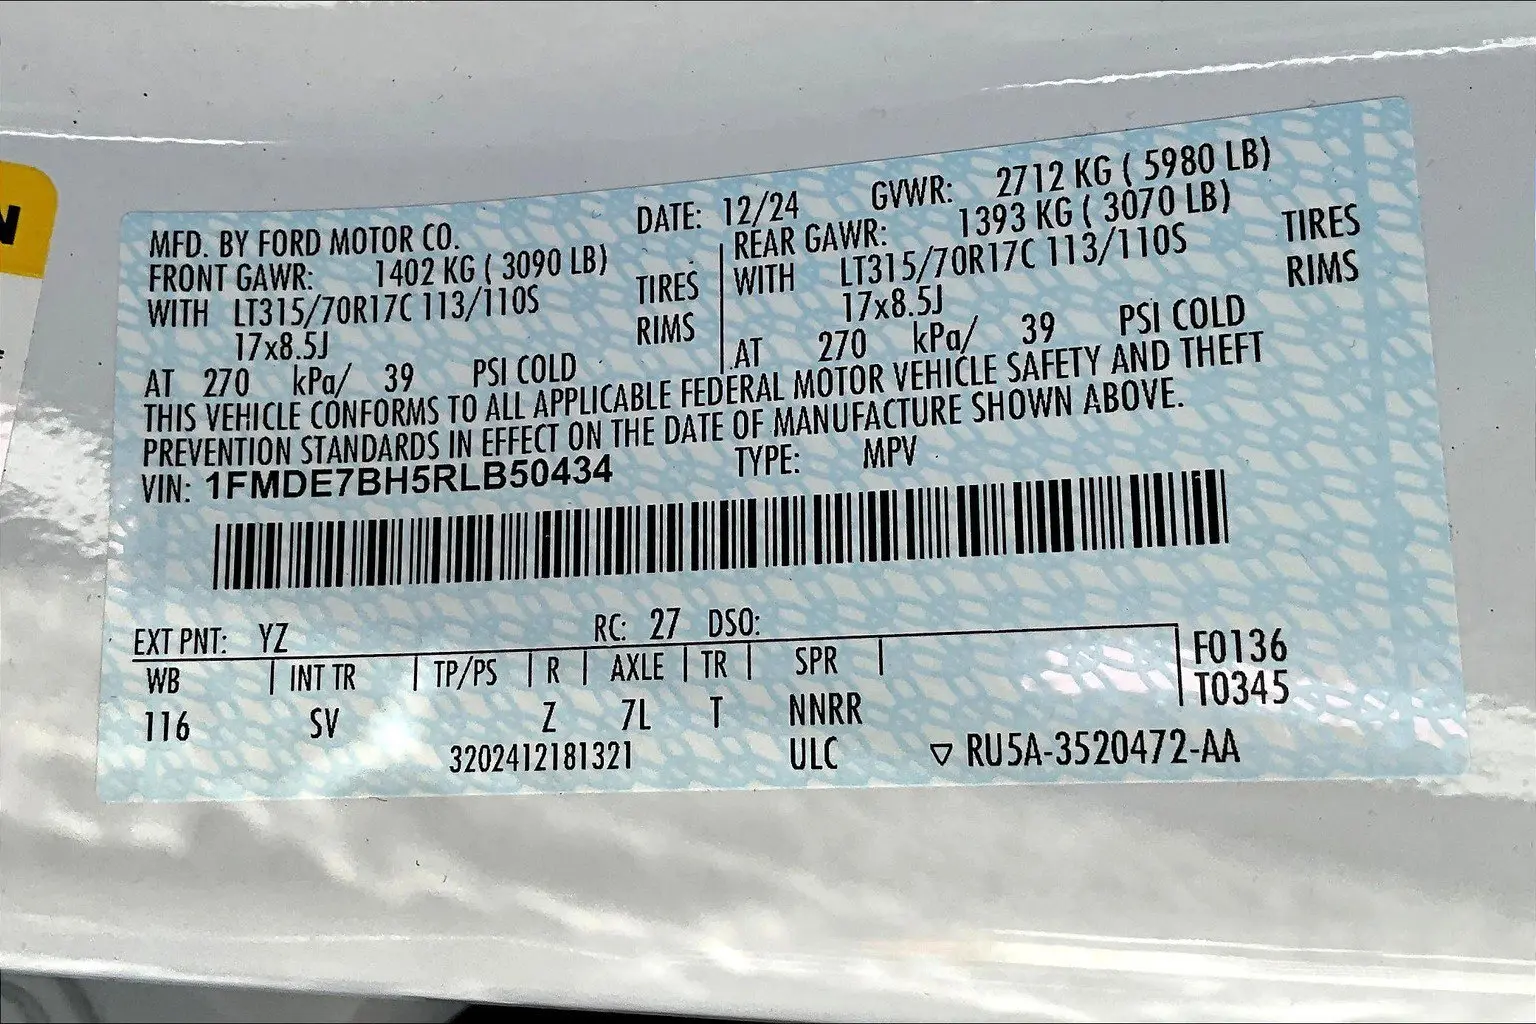 N
MFD. BY FORD MOTOR CO. DATE: 12/24 GVWR: 2712 KG ( 5980 LB)
FRONT GAWR: 1402 KG ( 3090 LB) REAR GAWR: 1393 KG ( 3070 LB)
WITH LT315/70R17C 113/110S TIRES WITH LT315/70R17C 113/110S TIRES
17x8.5J RIMS 17x8.5J RIMS
AT 270 kPa/ 39 PSI COLD AT 270 kPa/ 39 PSI COLD
THIS VEHICLE CONFORMS TO ALL APPLICABLE FEDERAL MOTOR VEHICLE SAFETY AND THEFT
PREVENTION STANDARDS IN EFFECT ON THE DATE OF MANUFACTURE SHOWN ABOVE.
VIN: 1FMDE7BH5RLB50434 TYPE: MPV
EXT PNT: YZ RC: 27 DSO:
WB INT TR TP/PS R AXLE TR SPR F0136
116 SV Z 7L T NNRR T0345
3202412181321 ULC ▽ RU5A-3520472-AA